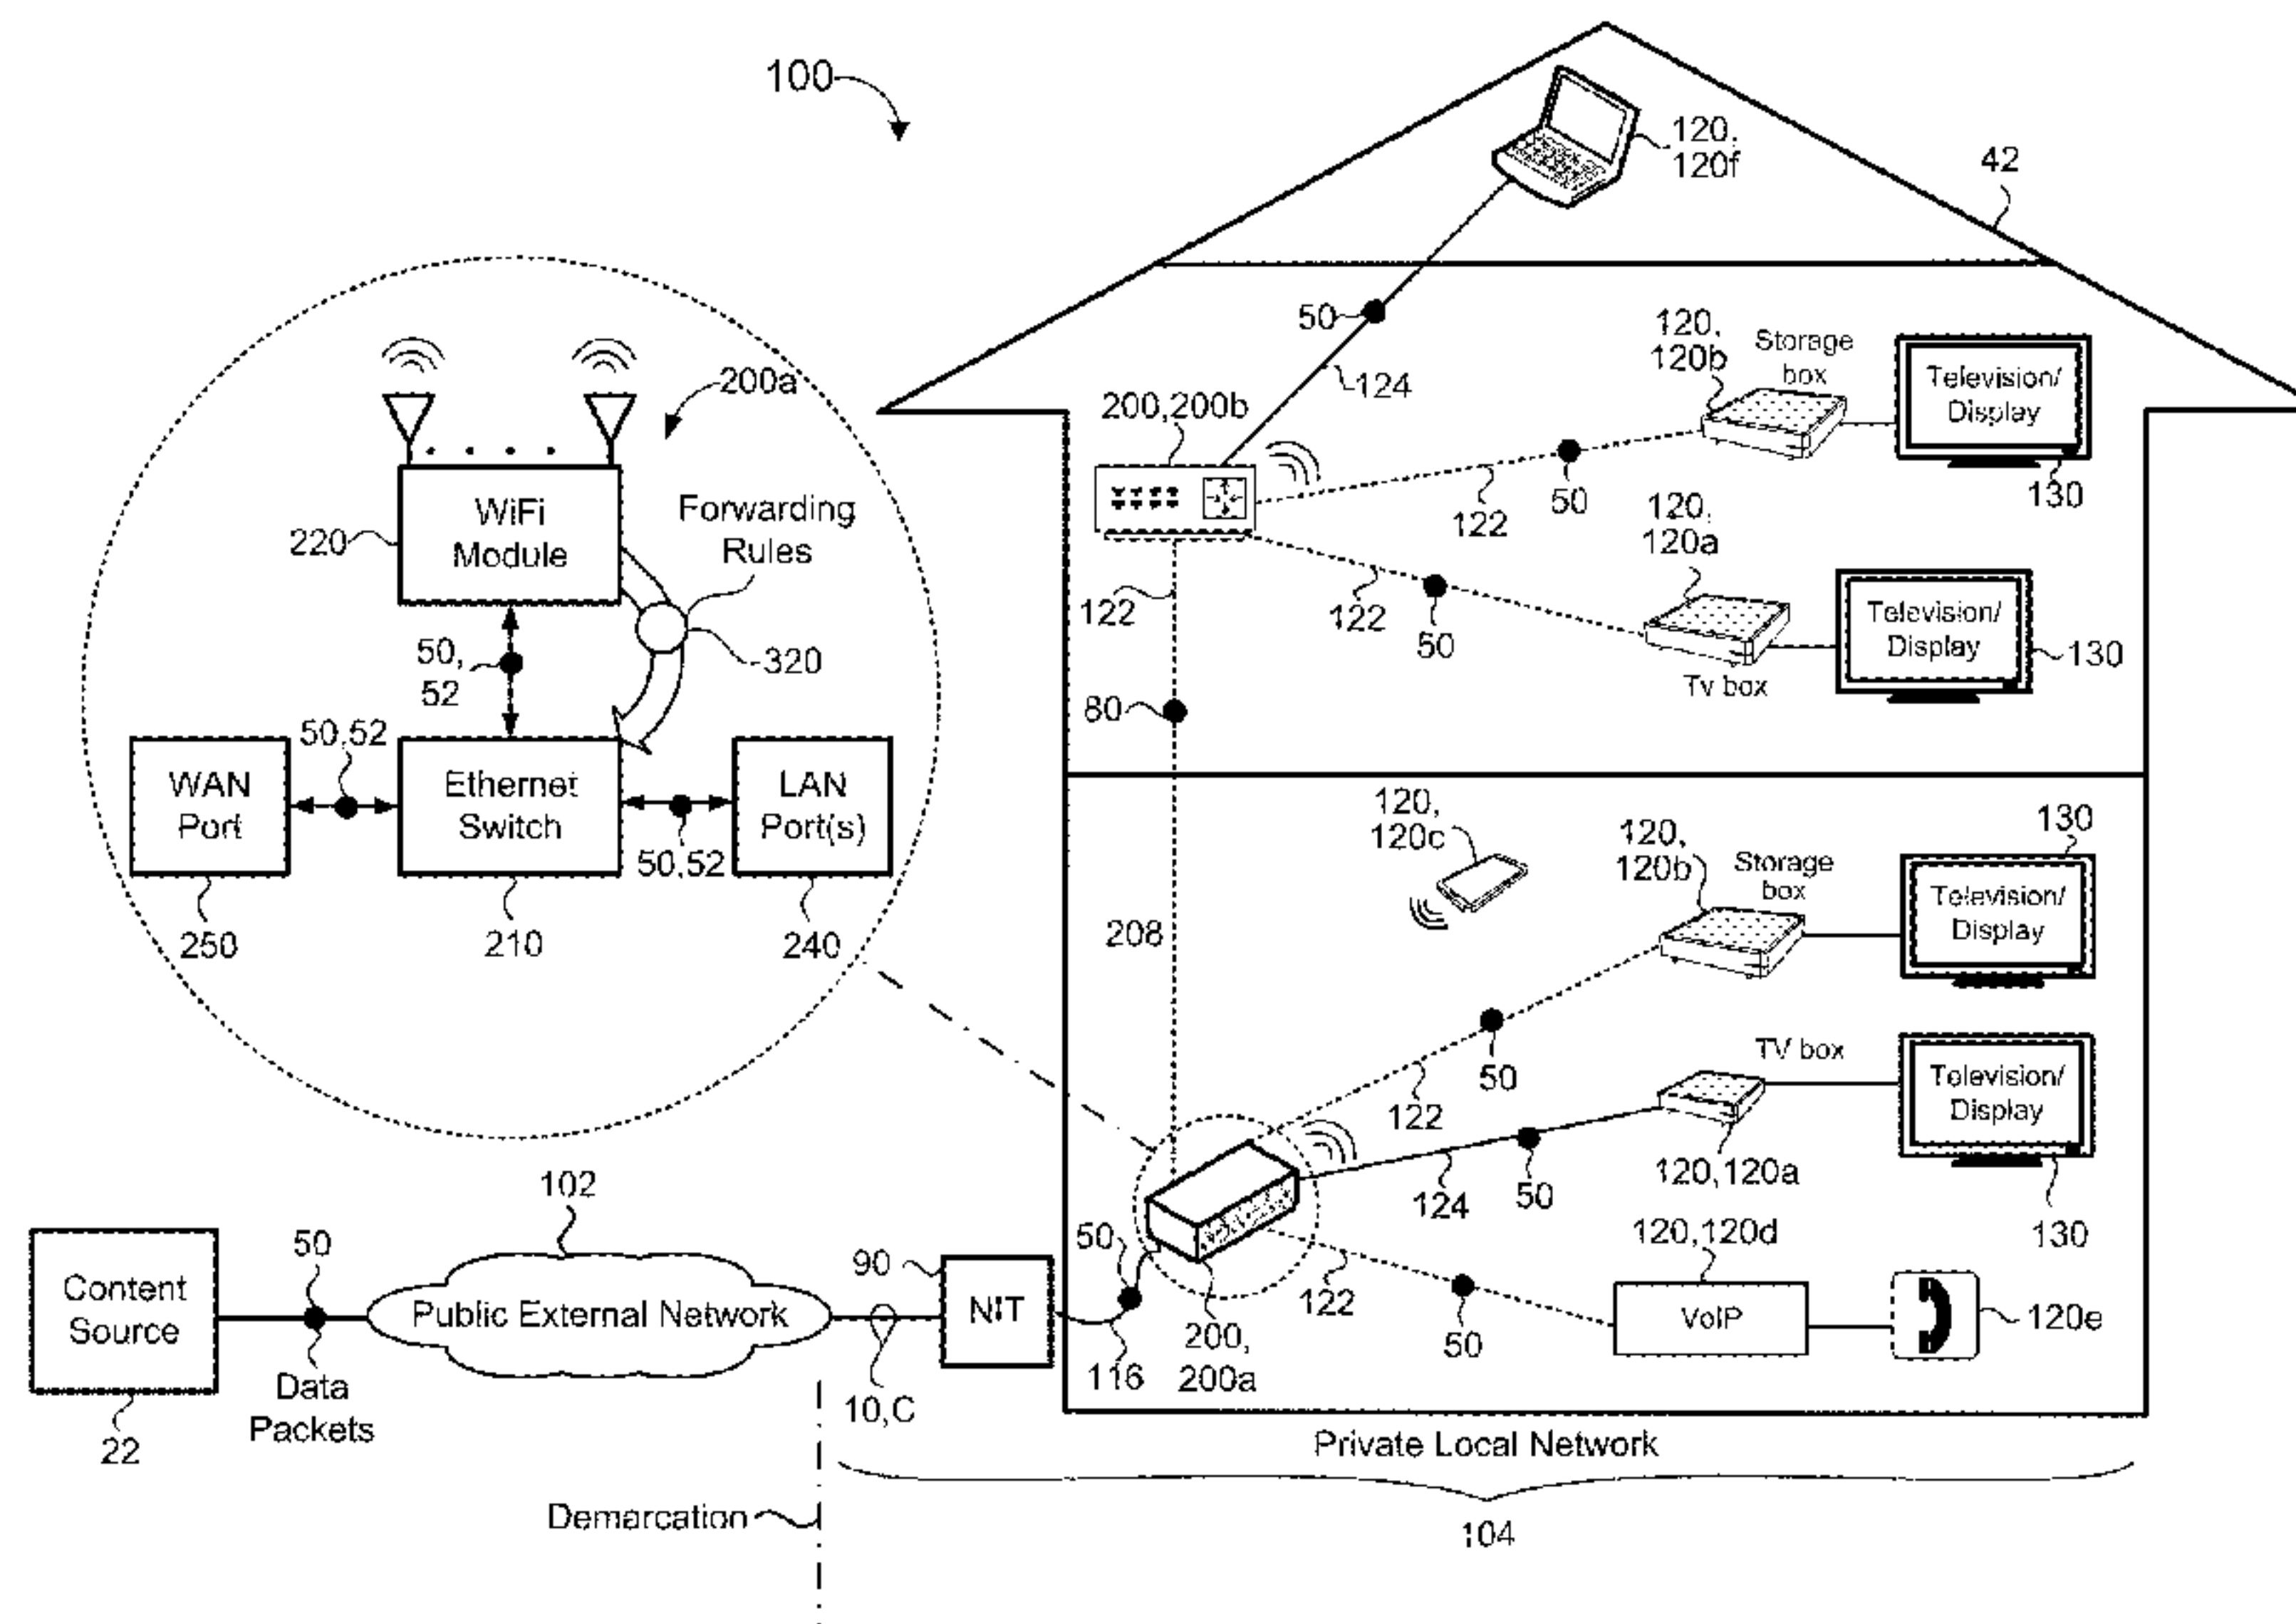 100
120,
120f
42
50
124
120,
120b
Storage
box
Television/
Display
130
200,200b
122
50
120,
120a
122
50
Tv box
Television/
Display
130
122
80
208
200a
WiFi
Module
220
Forwarding
Rules
320
50,
52
WAN
Port
250
50,52
Ethernet
Switch
210
50,52
LAN
Port(s)
240
120,
120c
120,
120b
Storage
box
130
Television/
Display
50
122
TV box
Television/
Display
130
120,120a
124
50
120,120d
VoIP
120e
122
50
200,
200a
50
116
Content
Source
22
50
Data
Packets
102
Public External Network
10,C
90
NIT
Private Local Network
104
Demarcation